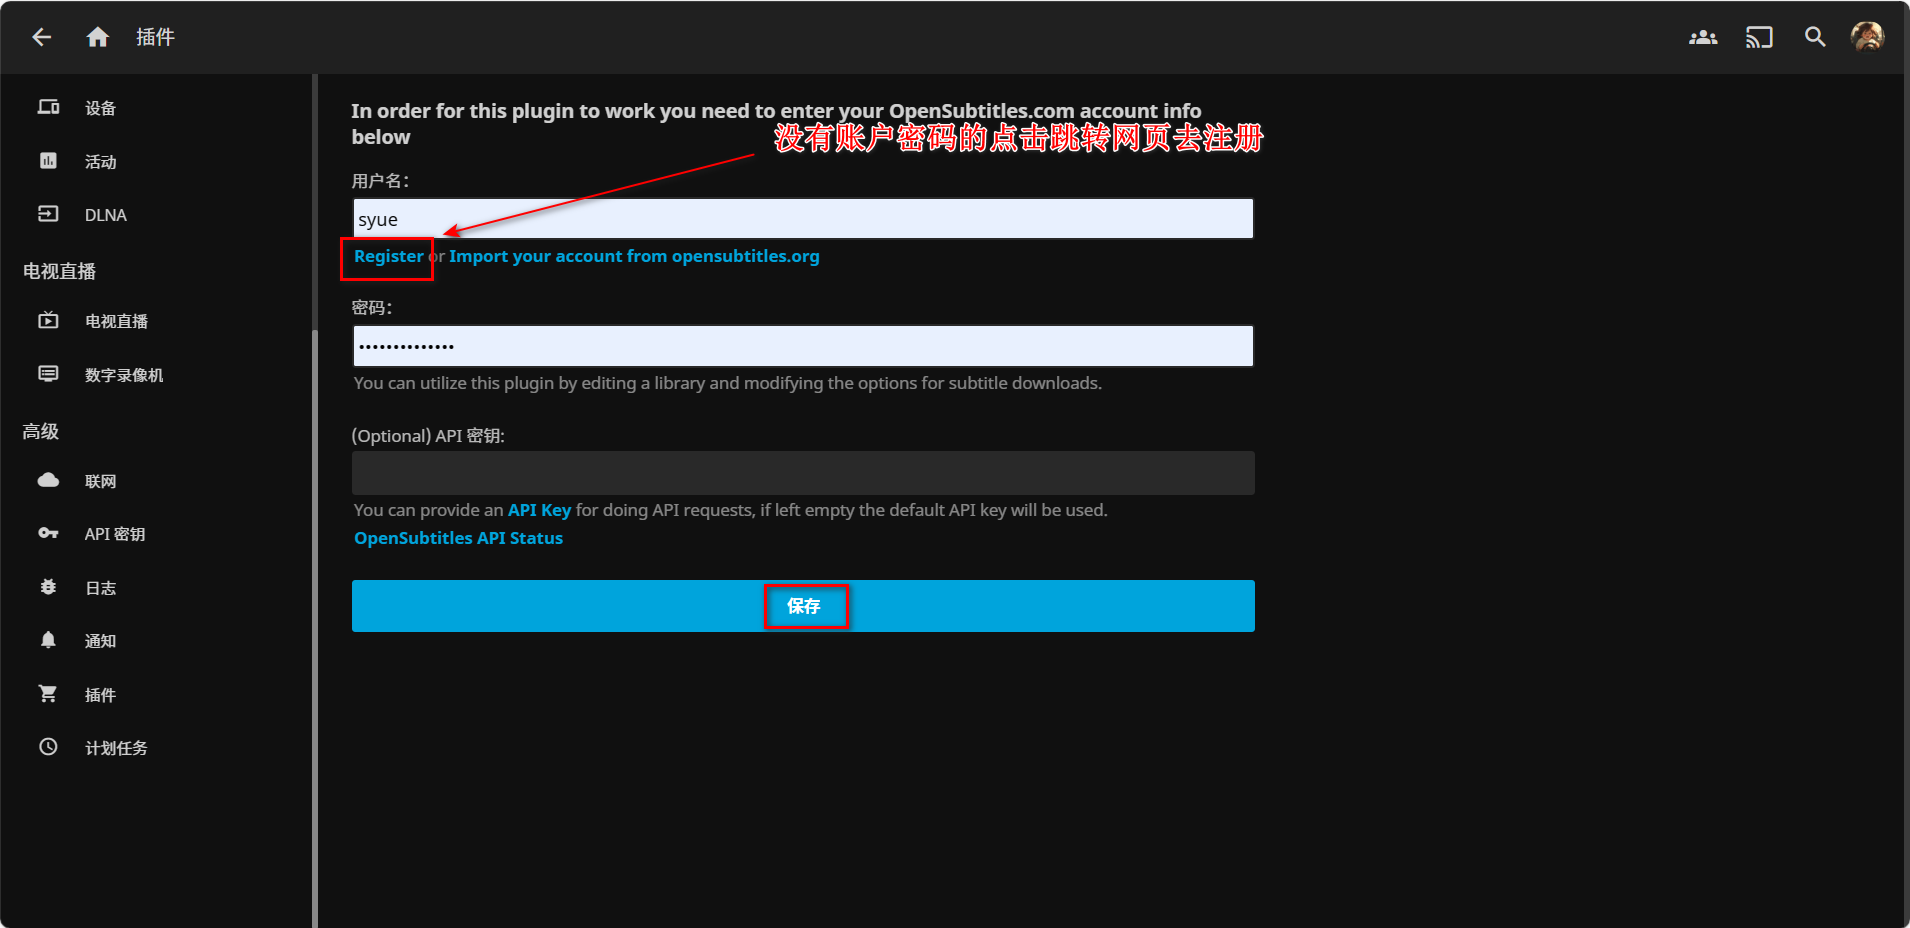 插件
设备
活动
DLNA
电视直播
电视直播
数字录像机
高级
联网
API 密钥
日志
通知
插件
计划任务
In order for this plugin to work you need to enter your OpenSubtitles.com account info
below
没有账户密码的点击跳转网页去注册
用户名：
syue
Register or Import your account from opensubtitles.org
密码：
••••••••••••••
You can utilize this plugin by editing a library and modifying the options for subtitle downloads.
(Optional) API 密钥:
You can provide an API Key for doing API requests, if left empty the default API key will be used.
OpenSubtitles API Status
保存